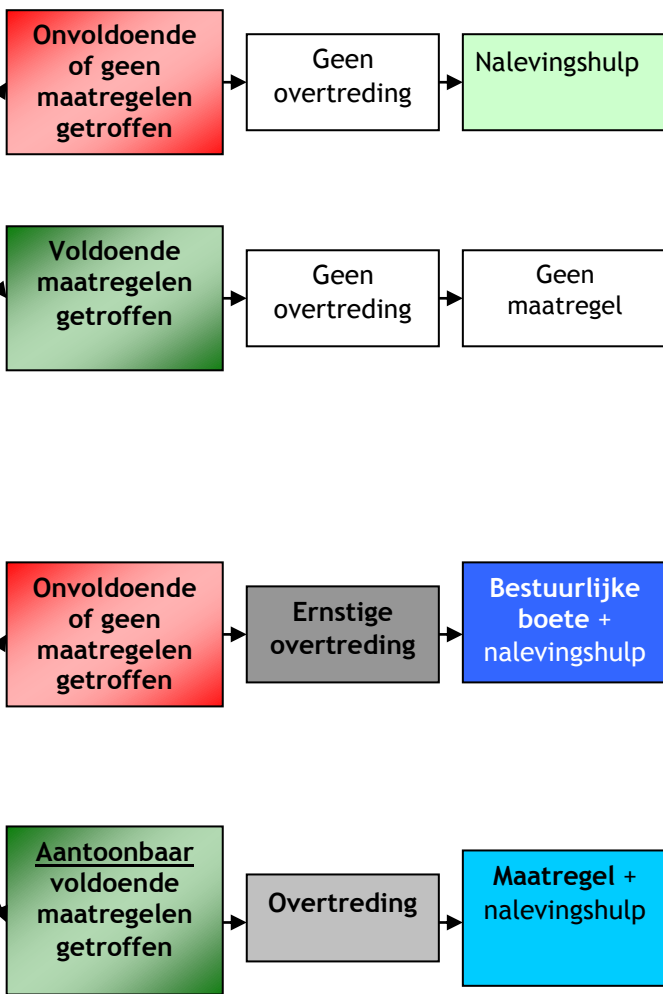 Onvoldoende
of geen
maatregelen
getroffen
Geen
overtreding
Nalevingshulp
Voldoende
maatregelen
getroffen
Geen
overtreding
Geen
maatregel
Onvoldoende
of geen
maatregelen
getroffen
Ernstige
overtreding
Bestuurlijke
boete +
nalevingshulp
Aantoonbaar
voldoende
maatregelen
getroffen
Overtreding
Maatregel +
nalevingshulp